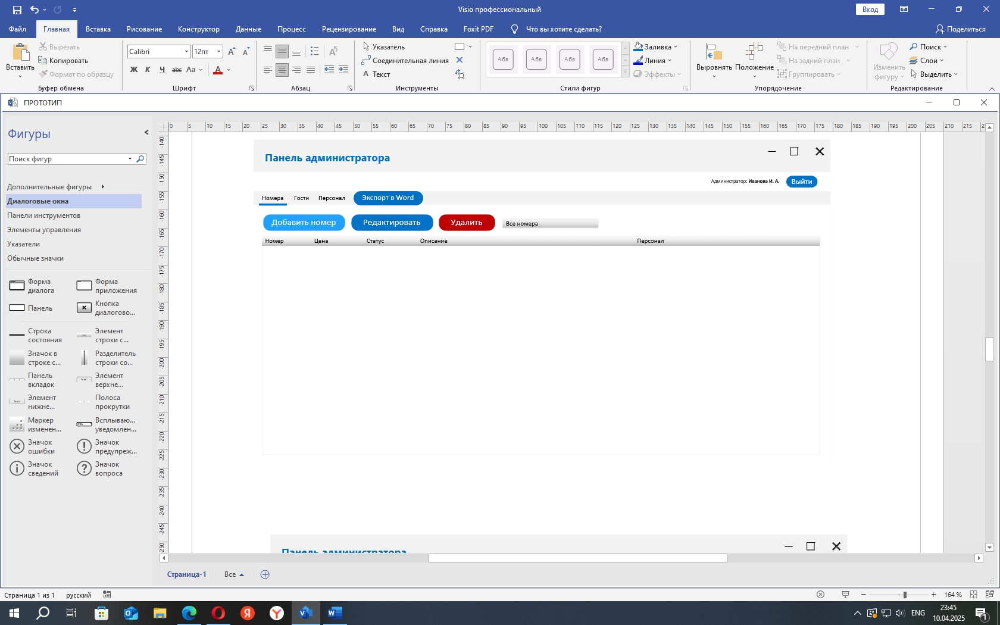 Visio профессиональный
Вход
Файл
Главная
Вставка
Рисование
Конструктор
Данные
Процесс
Рецензирование
Вид
Справка
Foxit PDF
Что вы хотите сделать?
Поделиться
Вставить
Вырезать
Копировать
Формат по образцу
Буфер обмена
Calibri
12пт
Ж К Ч abc Aa А
Шрифт
Абзац
Указатель
Соединительная линия
А Текст
Инструменты
Абв
Абв
Абв
Абв
Стили фигур
Заливка
Линия
Эффекты
Выровнять
Положение
На передний план
На задний план
Группировать
Упорядочение
Изменить
фигуру
Поиск
Слои
Выделить
Редактирование
ПРОТОТИП
Фигуры
Поиск фигур
Дополнительные фигуры
Диалоговые окна
Панели инструментов
Элементы управления
Указатели
Обычные значки
Форма
диалога
Форма
приложения
Панель
Кнопка
диалогово...
Строка
состояния
Элемент
строки с...
Значок в
строке с...
Разделитель
строки со...
Панель
вкладок
Элемент
верхне...
Элемент
нижне...
Полоса
прокрутки
Маркер
изменен...
Всплываю...
уведомлен...
Значок
ошибки
Значок
предупреж...
Значок
сведений
Значок
вопроса
0 5 10 15 20 25 30 35 40 45 50 55 60 65 70 75 80 85 90 95 100 105 110 115 120 125 130 135 140 145 150 155 160 165 170 175 180 185 190 195 200 205 210 215
-140
-145
-150
-155
-160
-165
-170
-175
-180
-185
-190
-195
-200
-205
-210
-215
-220
-225
-230
-235
-240
-245
-250
Панель администратора
Администратор: Иванова И. А.
Выйти
Номера
Гости
Персонал
Экспорт в Word
Добавить номер
Редактировать
Удалить
Все номера
Номер
Цена
Статус
Описание
Персонал
Панель администратора
Страница-1
Все
Страница 1 из 1
русский
164 %
ENG
23:45
10.04.2025
1